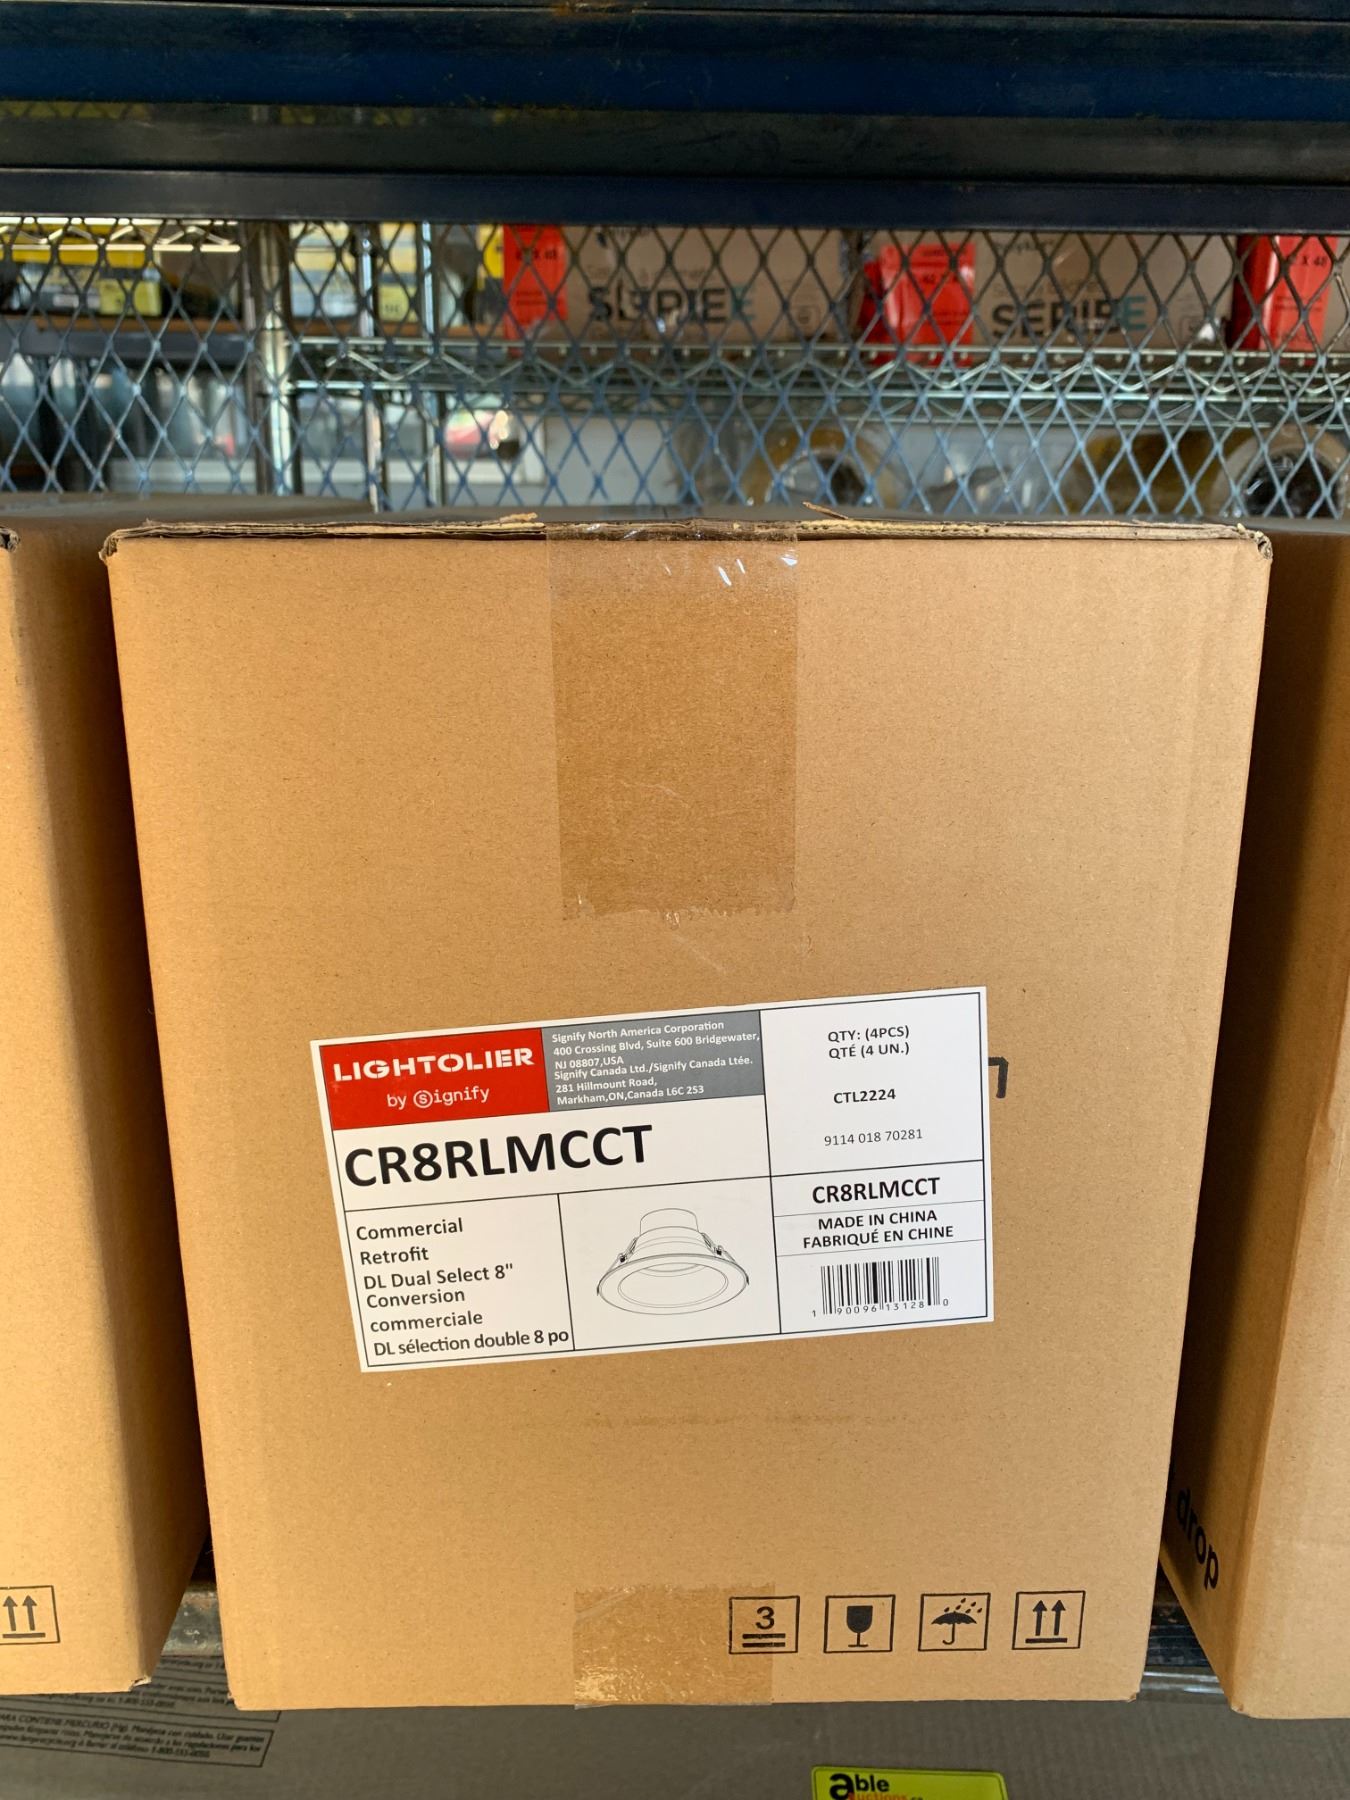 SERIE
SERIE
LIGHTOLIER
by Signify
Signify North America Corporation
400 Crossing Blvd, Suite 600 Bridgewater,
NJ 08807,USA
Signify Canada Ltd./Signify Canada Ltée.
281 Hillmount Road,
Markham,ON,Canada L6C 2S3
QTY: (4PCS)
QTÉ (4 UN.)
CTL2224
9114 018 70281
CR8RLMCCT
CR8RLMCCT
MADE IN CHINA
FABRIQUÉ EN CHINE
Commercial
Retrofit
DL Dual Select 8"
Conversion
commerciale
DL sélection double 8 po
1 90096 13128 0
drop
3
able
auctions